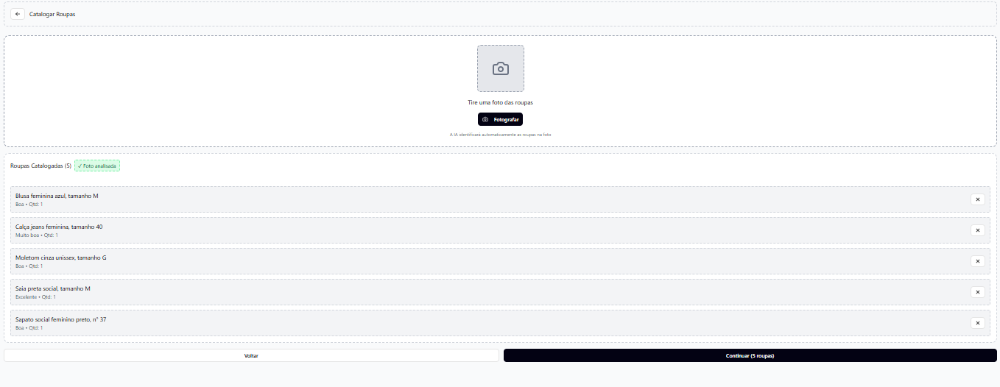 Catalogar Roupas
Tire uma foto das roupas
Fotografar
A IA identificará automaticamente as roupas na foto
Roupas Catalogadas (5) ✓ Foto analisada
Blusa feminina azul, tamanho M
Boa • Qtd: 1
Calça jeans feminina, tamanho 40
Muito boa • Qtd: 1
Moletom cinza unissex, tamanho G
Boa • Qtd: 1
Saia preta social, tamanho M
Excelente • Qtd: 1
Sapato social feminino preto, n° 37
Boa • Qtd: 1
Voltar
Continuar (5 roupas)